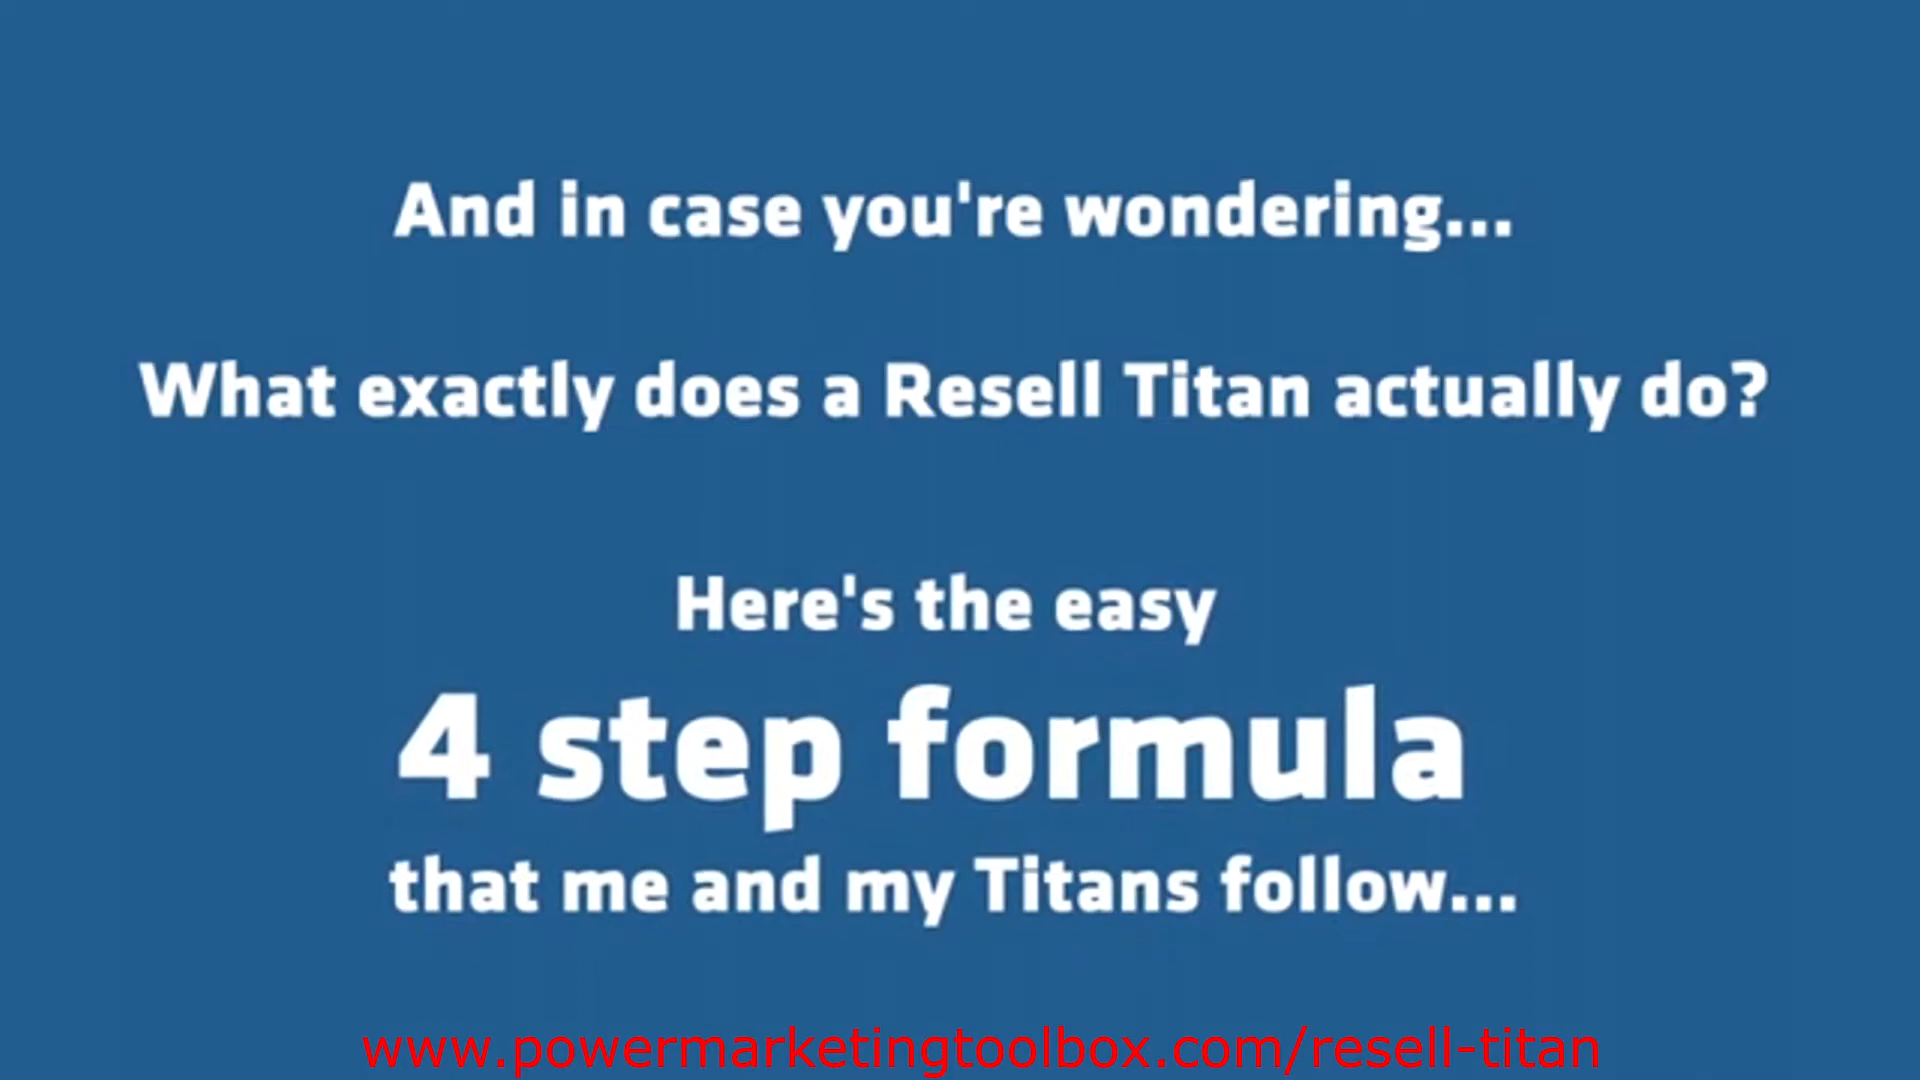 And in case you're wondering...
What exactly does a Resell Titan actually do?
Here's the easy
4 step formula
that me and my Titans follow...
www.powermarketingtoolbox.com/resell-titan